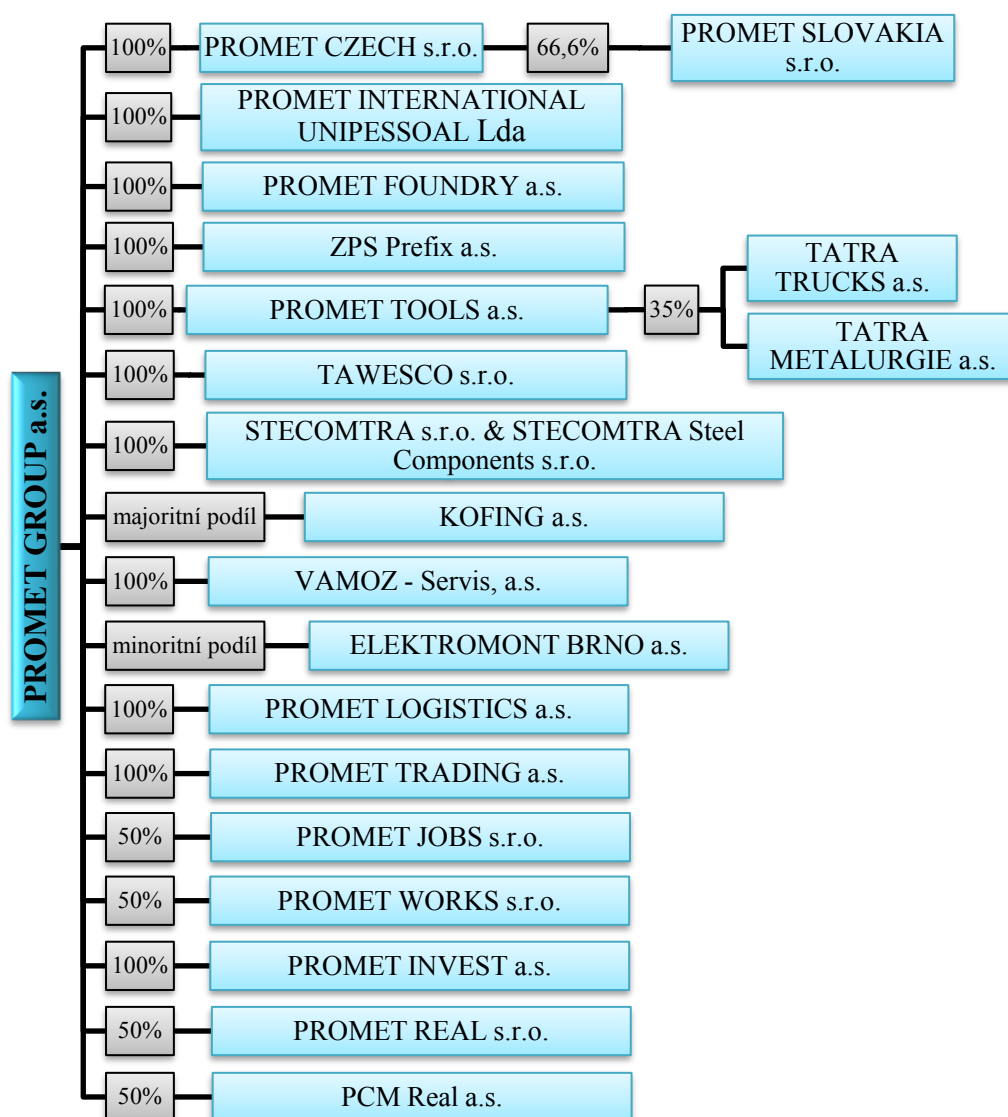 PROMET GROUP a.s.
100%
PROMET CZECH s.r.o.
66,6%
PROMET SLOVAKIA
s.r.o.
100%
PROMET INTERNATIONAL
UNIPESSOAL Lda
100%
PROMET FOUNDRY a.s.
100%
ZPS Prefix a.s.
100%
PROMET TOOLS a.s.
35%
TATRA
TRUCKS a.s.
TATRA
METALURGIE a.s.
100%
TAWESCO s.r.o.
100%
STECOMTRA s.r.o. & STECOMTRA Steel
Components s.r.o.
majoritní podíl
KOFING a.s.
100%
VAMOZ - Servis, a.s.
minoritní podíl
ELEKTROMONT BRNO a.s.
100%
PROMET LOGISTICS a.s.
100%
PROMET TRADING a.s.
50%
PROMET JOBS s.r.o.
50%
PROMET WORKS s.r.o.
100%
PROMET INVEST a.s.
50%
PROMET REAL s.r.o.
50%
PCM Real a.s.